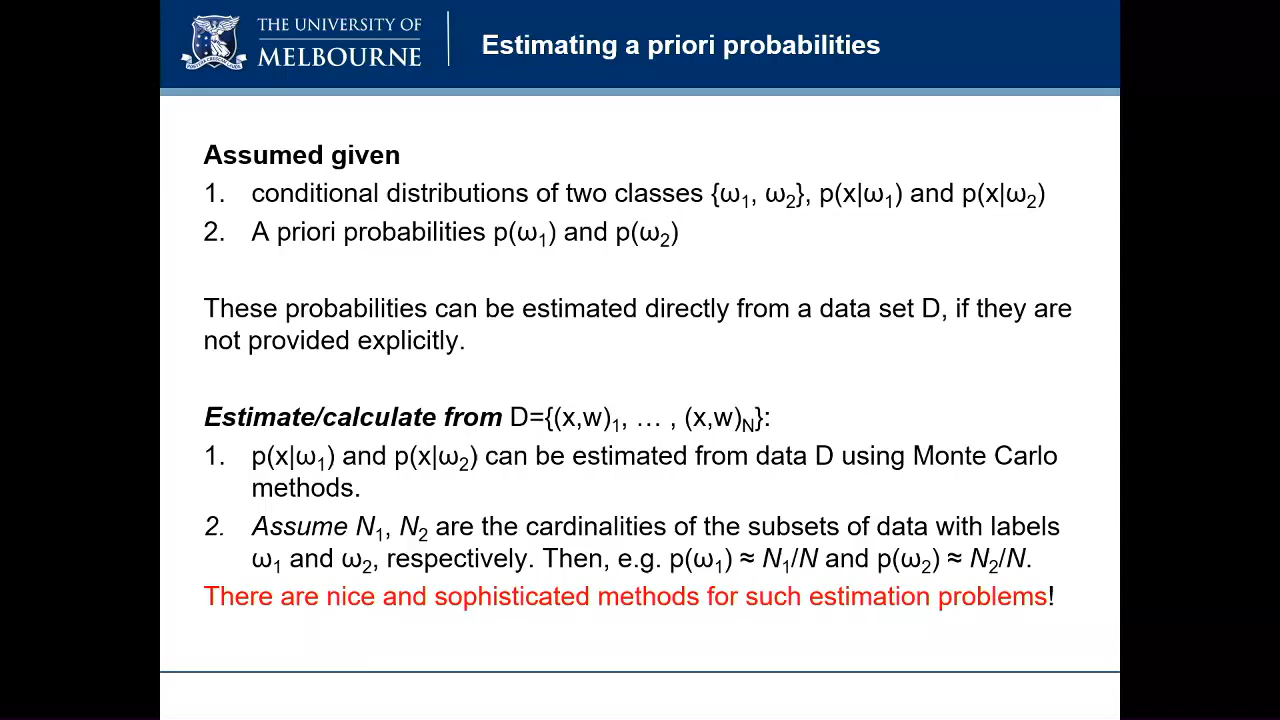 THE UNIVERSITY OF
MELBOURNE
Estimating a priori probabilities
Assumed given
1. conditional distributions of two classes {ω₁, ω₂}, p(x|ω₁) and p(x|ω₂)
2. A priori probabilities p(ω₁) and p(ω₂)
These probabilities can be estimated directly from a data set D, if they are
not provided explicitly.
Estimate/calculate from D={(x,w)₁, … , (x,w)N}:
1. p(x|ω₁) and p(x|ω₂) can be estimated from data D using Monte Carlo
methods.
2. Assume N₁, N₂ are the cardinalities of the subsets of data with labels
ω₁ and ω₂, respectively. Then, e.g. p(ω₁) ≈ N₁/N and p(ω₂) ≈ N₂/N.
There are nice and sophisticated methods for such estimation problems!